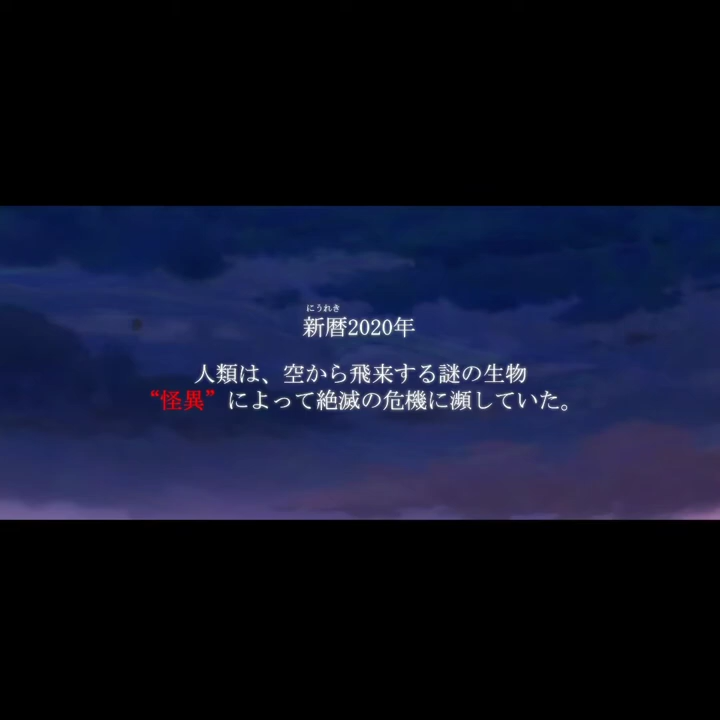 にうれき
新暦2020年
人類は、空から飛来する謎の生物
“怪異”によって絶滅の危機に瀕していた。